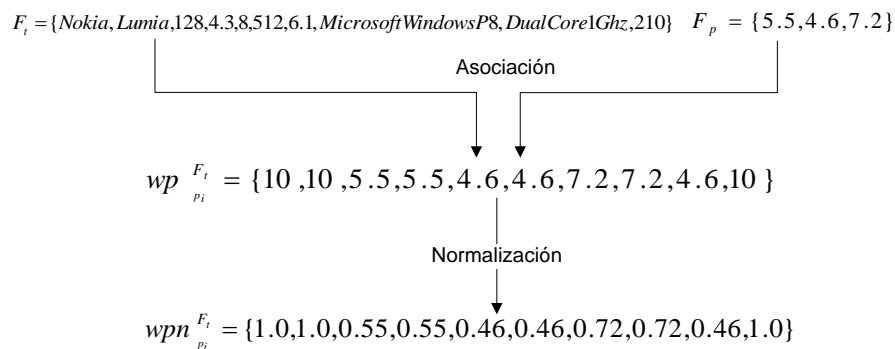 F_t = {Nokia, Lumia,128,4.3,8,512,6.1, MicrosoftWindowsP8, DualCore1Ghz,210} F_p = {5.5,4.6,7.2}
Asociación
wp_{p_i}^{F_t} = {10 ,10 ,5.5,5.5,4.6,4.6,7.2,7.2,4.6,10 }
Normalización
wpn_{p_i}^{F_t} = {1.0,1.0,0.55,0.55,0.46,0.46,0.72,0.72,0.46,1.0}